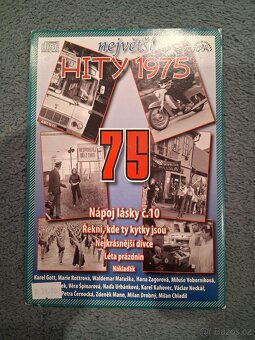 největší
HITY 1975
75
Nápoj lásky č.10
Řekni, kde ty kytky jsou
Nejkrásnější dívce
Léta prázdnin
Náklaďák
Karel Gott, Marie Rottrová, Waldemar Matuška, Hana Zagorová, Miluše Voborníková,
Věra Špinarová, Naďa Urbánková, Karel Kahovec, Václav Neckář,
Petra Černocká, Zdeněk Mann, Milan Drobný, Milan Chladil